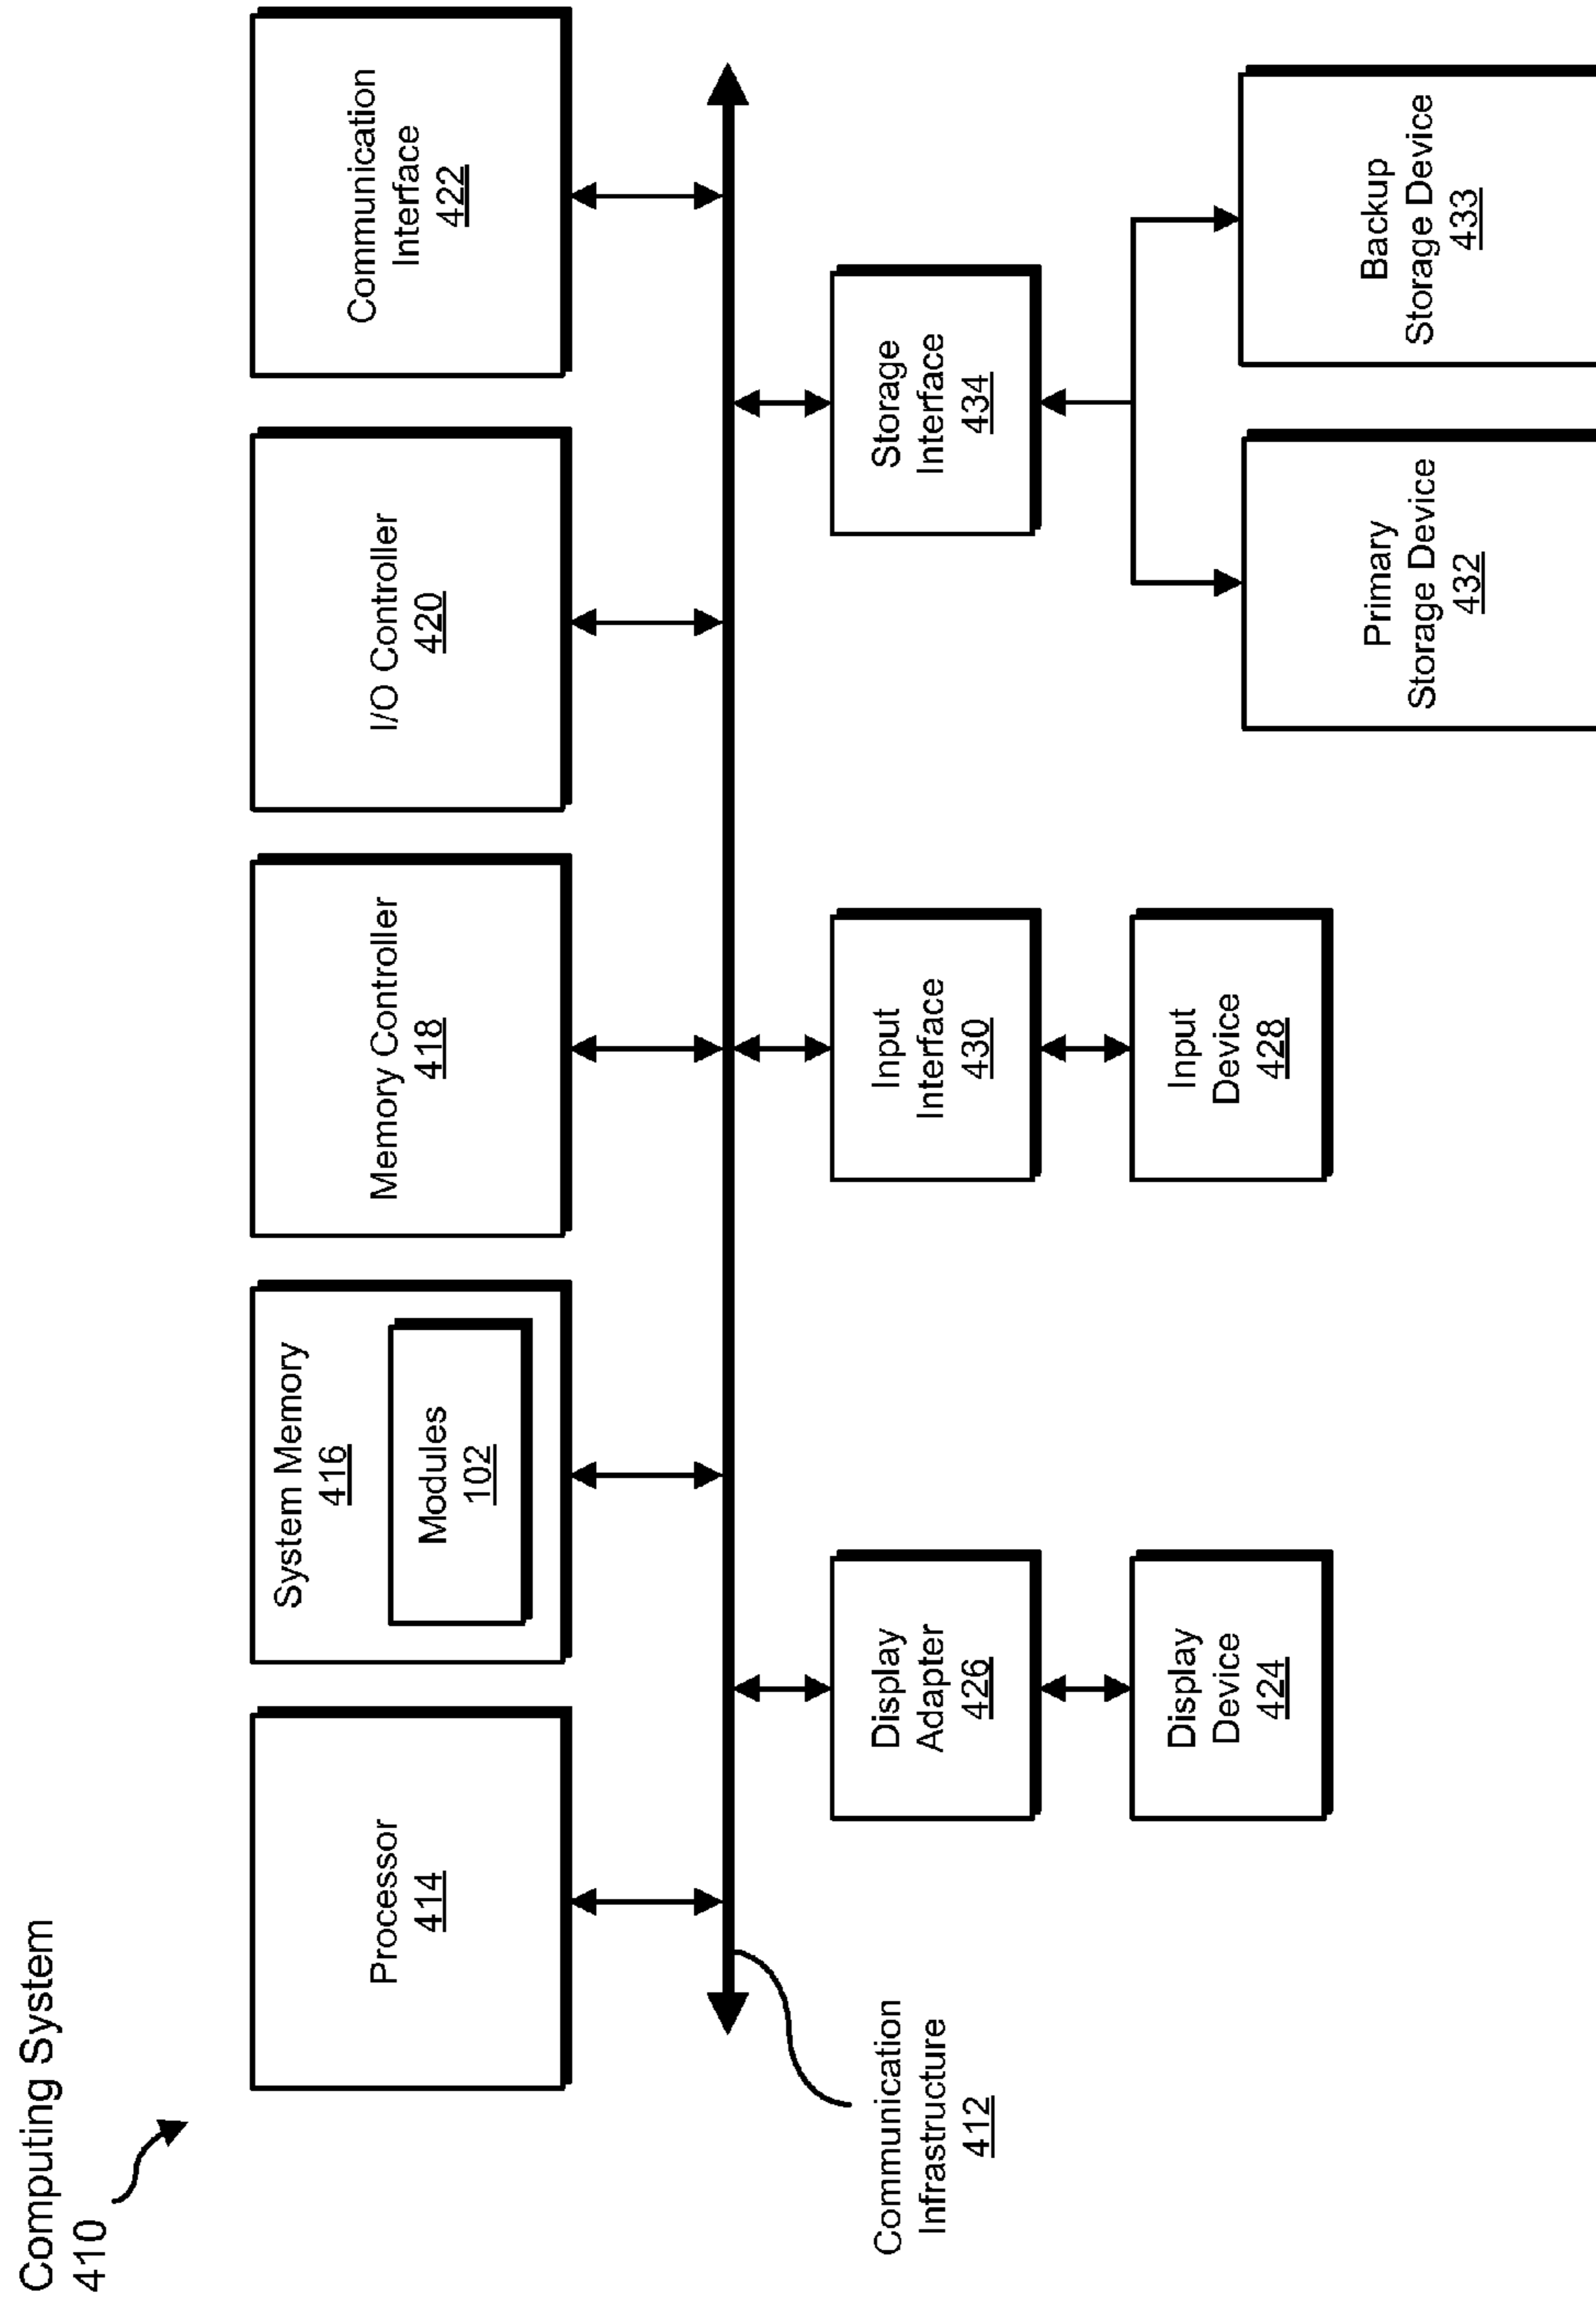 Computing System
410
Processor
414
System Memory
416
Modules
102
Memory Controller
418
I/O Controller
420
Communication
Interface
422
Communication
Infrastructure
412
Display
Adapter
426
Input
Interface
430
Storage
Interface
434
Display
Device
424
Input
Device
428
Primary
Storage Device
432
Backup
Storage Device
433